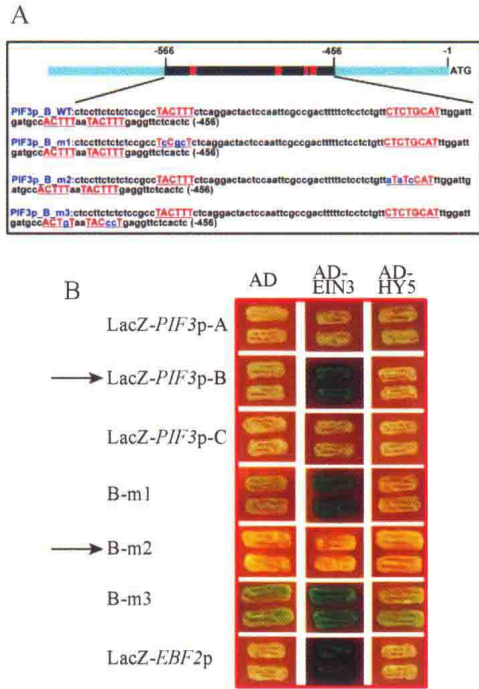 A
-566 -456 -1
ATG
PIF3p_B_WT:ctccttctctctccgccTACTTTctcaggactactccaattcgccgactttttctcctctgttCTCTGCATttggatt
gatgccACTTTaaTACTTTgaggttctcactc (-456)
PIF3p_B_m1:ctccttctctctccgccTcCgcTctcaggactactccaattcgccgactttttctcctctgttCTCTGCATttggatt
gatgccACTTTaaTACTTTgaggttctcactc (-456)
PIF3p_B_m2:ctccttctctctccgccTACTTTctcaggactactccaattcgccgactttttctcctctgttaTaTcCATttggattg
atgccACTTTaaTACTTTgaggttctcactc (-456)
PIF3p_B_m3:ctccttctctctccgccTACTTTctcaggactactccaattcgccgactttttctcctctgttCTCTGCATttggatt
gatgccACTgTaaTACccTgaggttctcactc (-456)
B
AD AD-EIN3 AD-HY5
LacZ-PIF3p-A
LacZ-PIF3p-B
LacZ-PIF3p-C
B-m1
B-m2
B-m3
LacZ-EBF2p